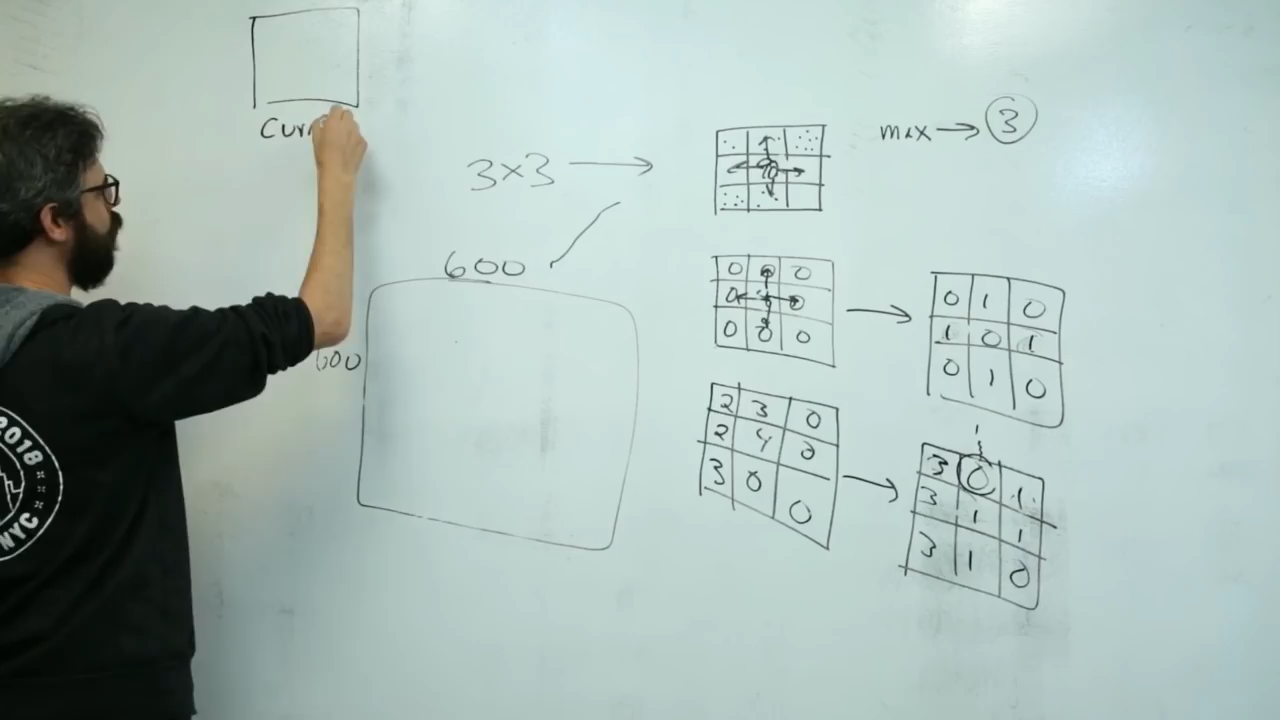 3×3
max → 3
600
600
0 0 0
0 0
0 0 0
0 1 0
1 0 1
0 1 0
2 3 0
2 4 0
3 0 0
3 0 1
3 1 1
3 1 0
2018
NYC